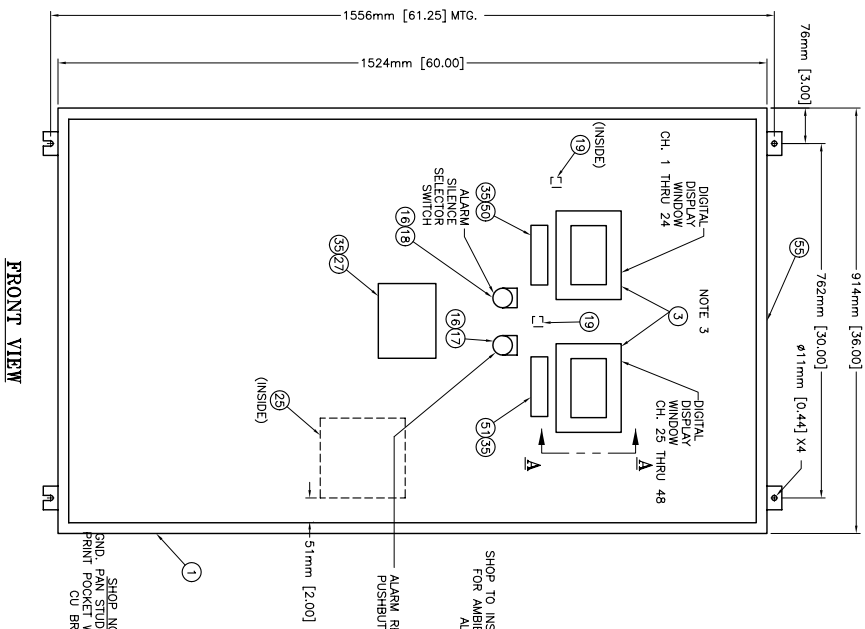 1556mm [61.25] MTG.
1524mm [60.00]
76mm [3.00]
914mm [36.00]
762mm [30.00]
ø11mm [0.44] X4
55
(INSIDE)
19
CH. 1 THRU 24
DIGITAL
DISPLAY
WINDOW
NOTE 3
3
DIGITAL
DISPLAY
WINDOW
CH. 25 THRU 48
35 50
ALARM
SILENCE
SELECTOR
SWITCH
16 18
19
16 17
51 35
A
A
35 27
25
(INSIDE)
51mm [2.00]
1
SHOP TO INS
FOR AMBIE
AL
ALARM RE
PUSHBUT
SHOP NO
GND. PAN STUD
PRINT POCKET W
CU BR
FRONT VIEW